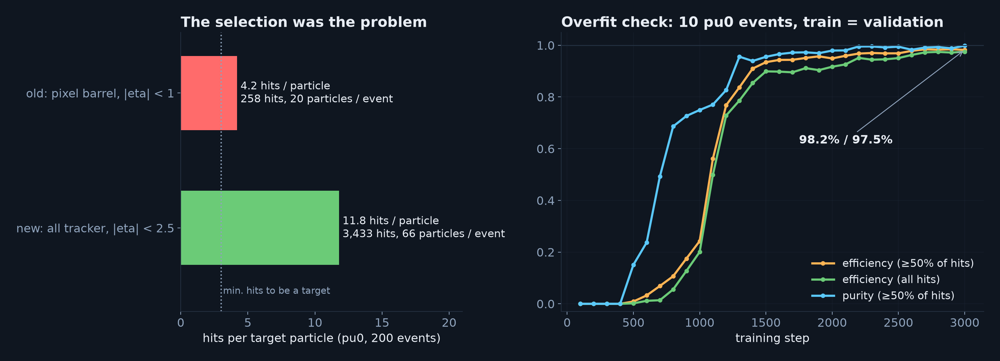 The selection was the problem
old: pixel barrel, |eta| < 1
4.2 hits / particle
258 hits, 20 particles / event
new: all tracker, |eta| < 2.5
11.8 hits / particle
3,433 hits, 66 particles / event
min. hits to be a target
0 5 10 15 20
hits per target particle (pu0, 200 events)
Overfit check: 10 pu0 events, train = validation
1.0
0.8
0.6
0.4
0.2
0.0
98.2% / 97.5%
efficiency (≥50% of hits)
efficiency (all hits)
purity (≥50% of hits)
0 500 1000 1500 2000 2500 3000
training step